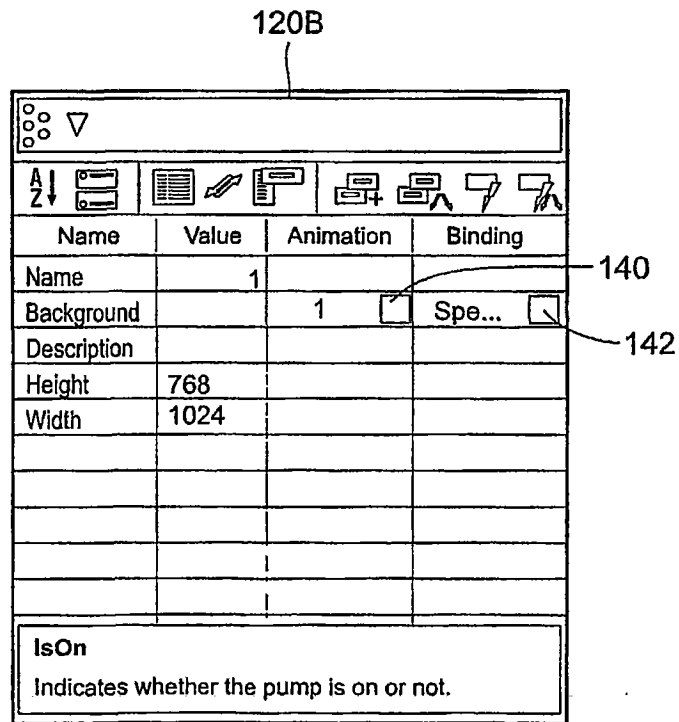 120B
A
Z
Name Value Animation Binding
Name 1
140
Background 1 Spe...
142
Description
Height 768
Width 1024
IsOn
Indicates whether the pump is on or not.